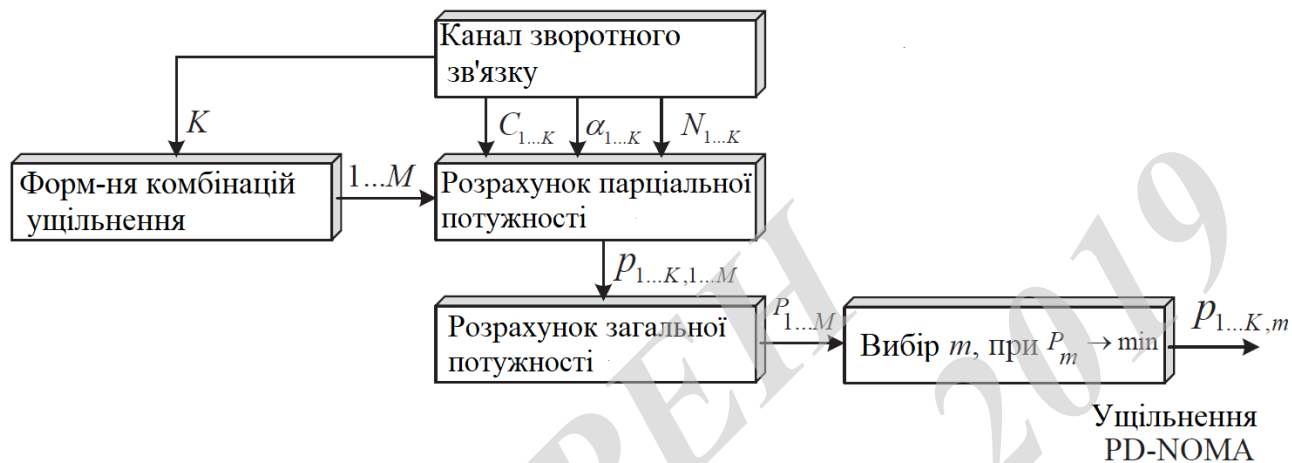 Канал зворотного
зв'язку
K
C₁...K
α₁...K
N₁...K
Форм-ня комбінацій
ущільнення
1...M
Розрахунок парціальної
потужності
p₁...K,₁...M
Розрахунок загальної
потужності
P₁...M
Вибір m, при Pₘ → min
p₁...K,m
Ущільнення
PD-NOMA
РЕН
2019